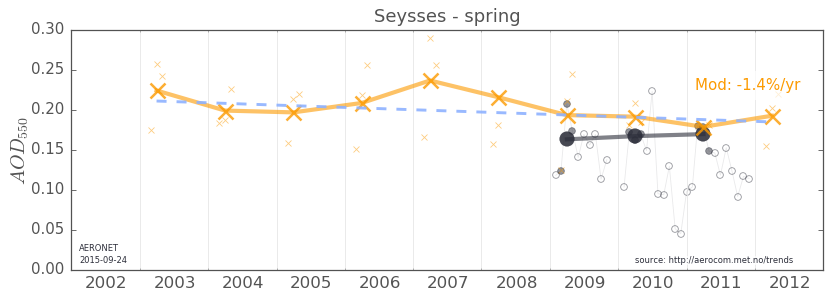 Seysses - spring
0.30
0.25
0.20
0.15
0.10
0.05
0.00
AOD550
Mod: -1.4%/yr
AERONET
2015-09-24
source: http://aerocom.met.no/trends
2002 2003 2004 2005 2006 2007 2008 2009 2010 2011 2012